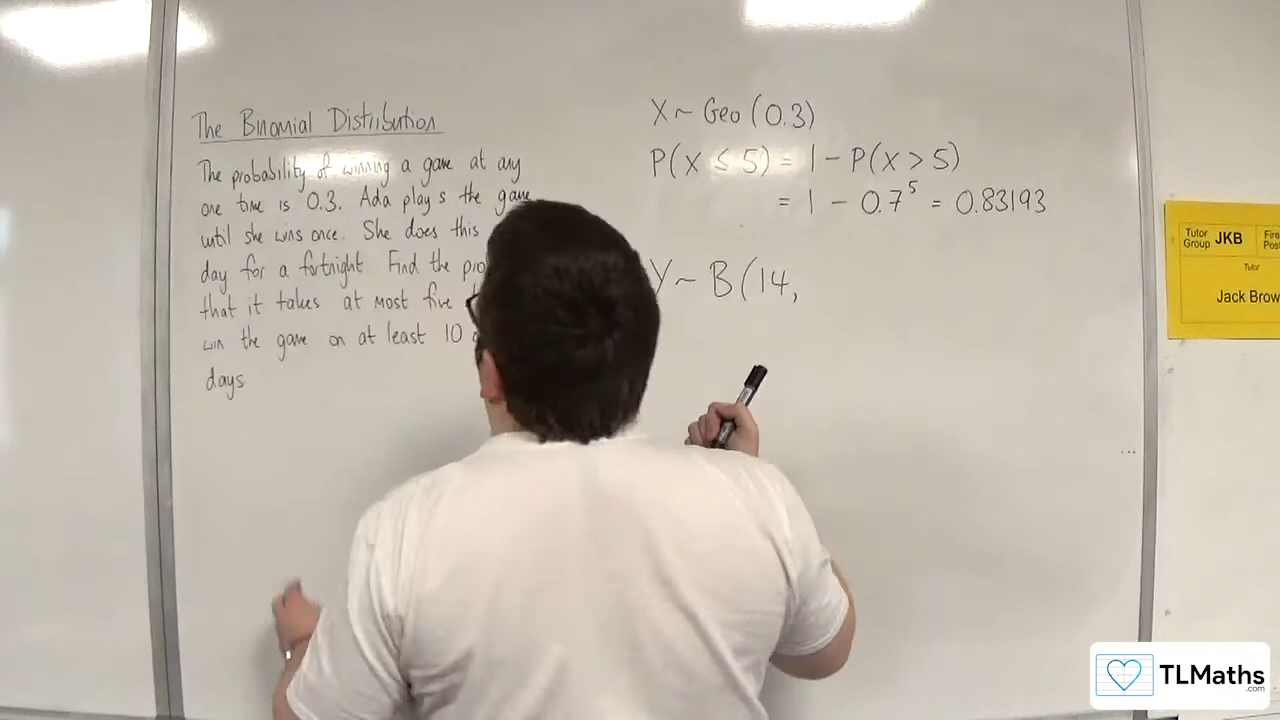 The Binomial Distribution
The probability of winning a game at any
one time is 0.3. Ada plays the game
until she wins once. She does this
day for a fortnight. Find the
that it takes at most five
win the game on at least 10
days
X ~ Geo (0.3)
P(X ≤ 5) = 1 - P(X > 5)
= 1 - 0.7⁵ = 0.83193
Y ~ B(14,
Tutor
Group JKB
Tutor
Jack
TLMaths
.com